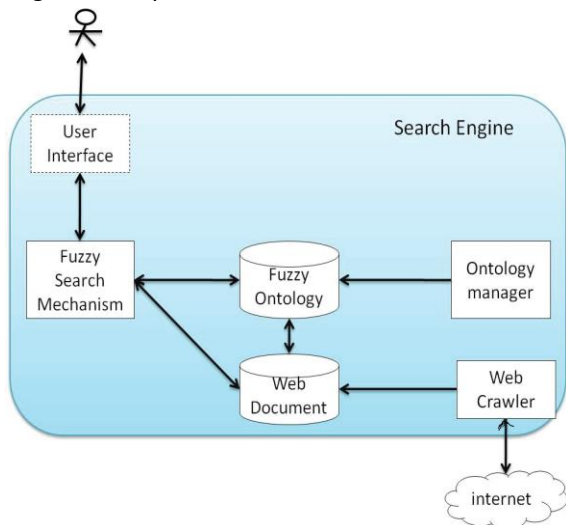 User
Interface
Search Engine
Fuzzy
Search
Mechanism
Fuzzy
Ontology
Ontology
manager
Web
Document
Web
Crawler
internet